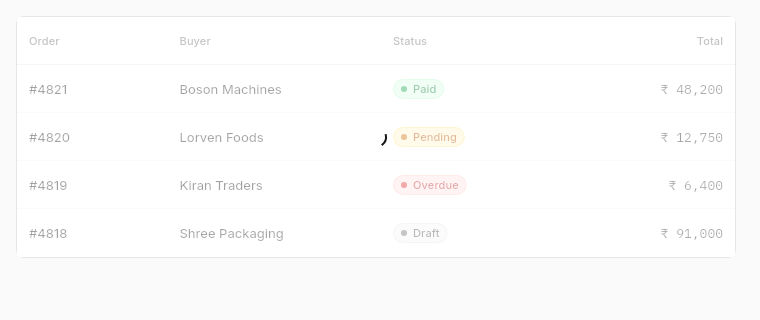 Order Buyer Status Total
#4821 Boson Machines Paid ₹ 48,200
#4820 Lorven Foods Pending ₹ 12,750
#4819 Kiran Traders Overdue ₹ 6,400
#4818 Shree Packaging Draft ₹ 91,000